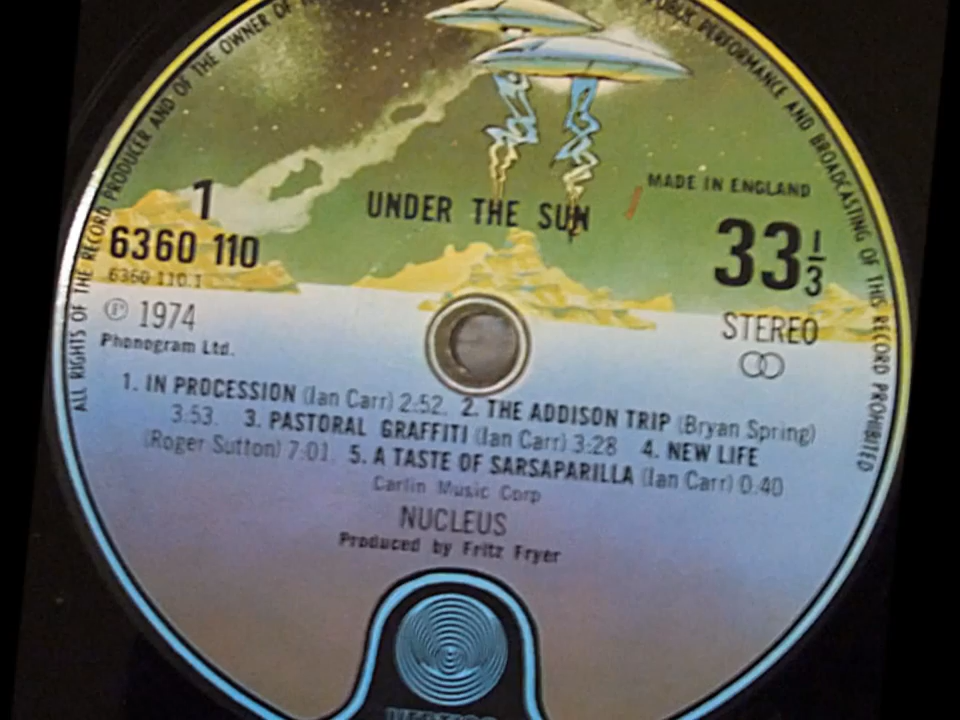 ALL RIGHTS OF THE RECORD PRODUCER AND OF THE OWNER OF
PUBLIC PERFORMANCE AND BROADCASTING OF THIS RECORD PROHIBITED
MADE IN ENGLAND
1
UNDER THE SUN
6360 110
33 1/3
6360 110.1
℗ 1974
STEREO
Phonogram Ltd.
1. IN PROCESSION (Ian Carr) 2:52. 2. THE ADDISON TRIP (Bryan Spring)
3:53. 3. PASTORAL GRAFFITI (Ian Carr) 3:28 4. NEW LIFE
(Roger Sutton) 7:01. 5. A TASTE OF SARSAPARILLA (Ian Carr) 0:40
Carlin Music Corp
NUCLEUS
Produced by Fritz Fryer
VERTIGO